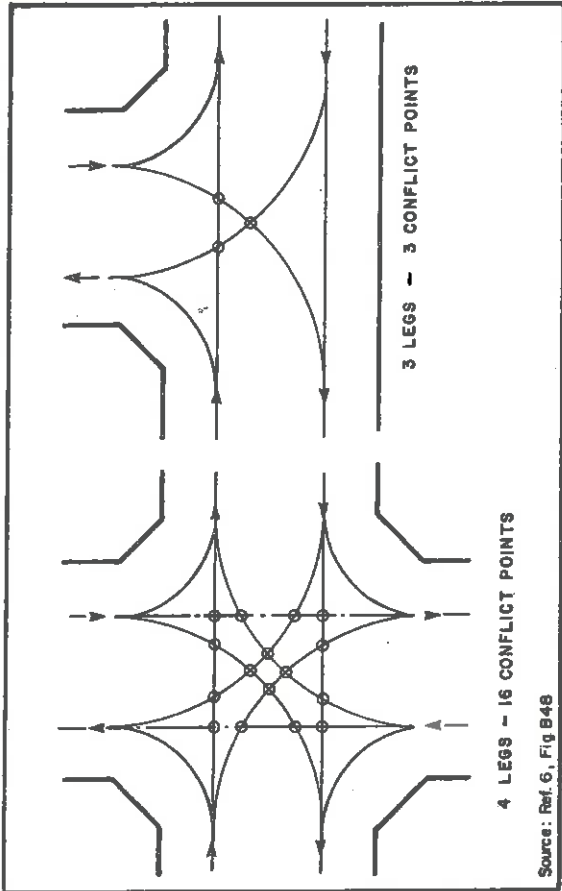 4 LEGS - 16 CONFLICT POINTS
3 LEGS - 3 CONFLICT POINTS
Source: Ref. 6, Fig. B48